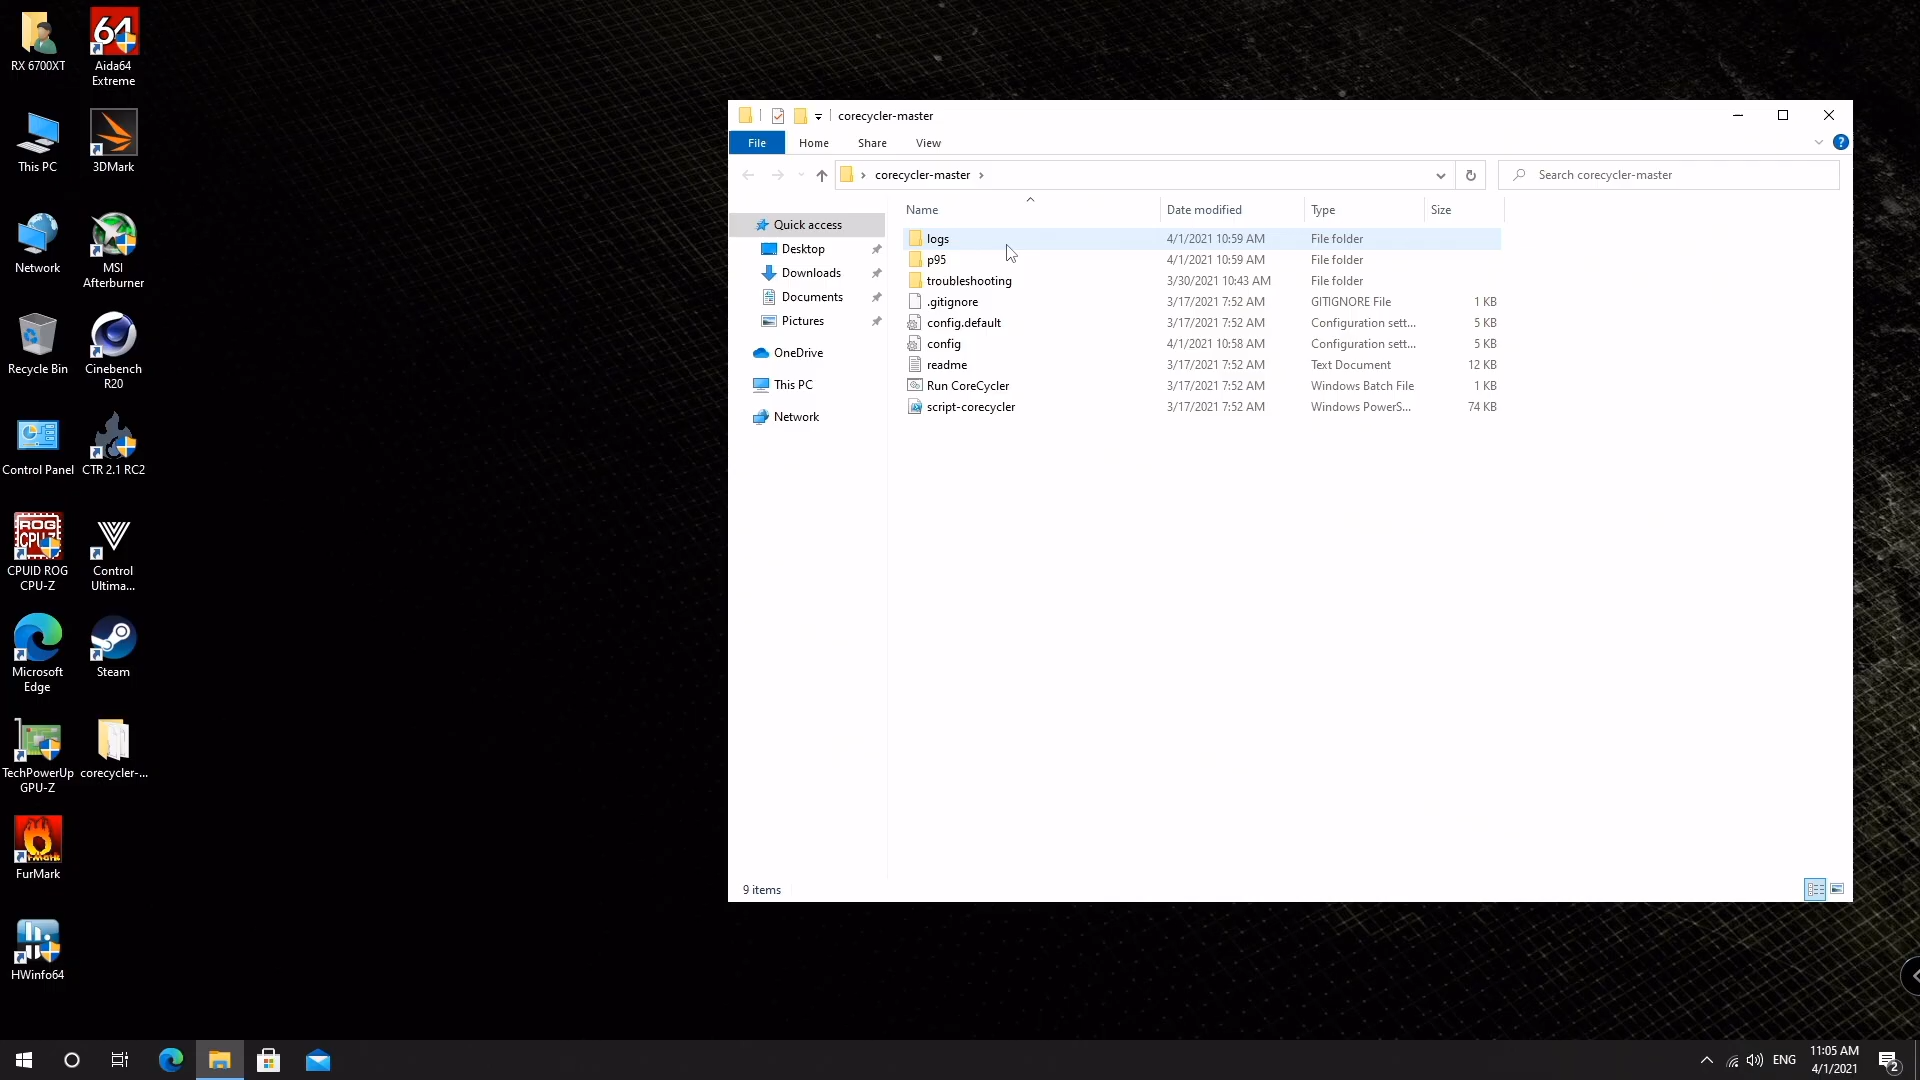 RX 6700XT
64
Aida64
Extreme
This PC
3DMark
Network
MSI
Afterburner
Recycle Bin
Cinebench
R20
Control Panel
CTR 2.1 RC2
ROG
CPU-Z
CPUID ROG
CPU-Z
Control
Ultima...
Microsoft
Edge
Steam
TechPowerUp
GPU-Z
corecycler-...
FurMark
HWinfo64
corecycler-master
File
Home
Share
View
?
corecycler-master
Search corecycler-master
Name
Date modified
Type
Size
Quick access
Desktop
Downloads
Documents
Pictures
OneDrive
This PC
Network
logs 4/1/2021 10:59 AM File folder
p95 4/1/2021 10:59 AM File folder
troubleshooting 3/30/2021 10:43 AM File folder
.gitignore 3/17/2021 7:52 AM GITIGNORE File 1 KB
config.default 3/17/2021 7:52 AM Configuration sett... 5 KB
config 4/1/2021 10:58 AM Configuration sett... 5 KB
readme 3/17/2021 7:52 AM Text Document 12 KB
Run CoreCycler 3/17/2021 7:52 AM Windows Batch File 1 KB
script-corecycler 3/17/2021 7:52 AM Windows PowerS... 74 KB
9 items
ENG
11:05 AM
4/1/2021
2